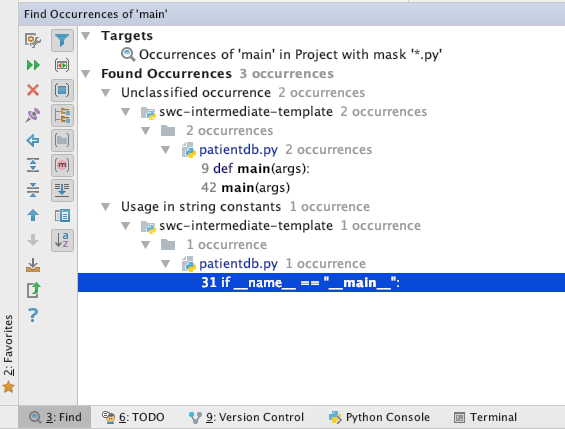 Find Occurrences of 'main'
Targets
Occurrences of 'main' in Project with mask '*.py'
Found Occurrences 3 occurrences
Unclassified occurrence 2 occurrences
swc-intermediate-template 2 occurrences
2 occurrences
patientdb.py 2 occurrences
9 def main(args):
42 main(args)
Usage in string constants 1 occurrence
swc-intermediate-template 1 occurrence
1 occurrence
patientdb.py 1 occurrence
31 if __name__ == "__main__":
2: Favorites
3: Find 6: TODO 9: Version Control Python Console Terminal